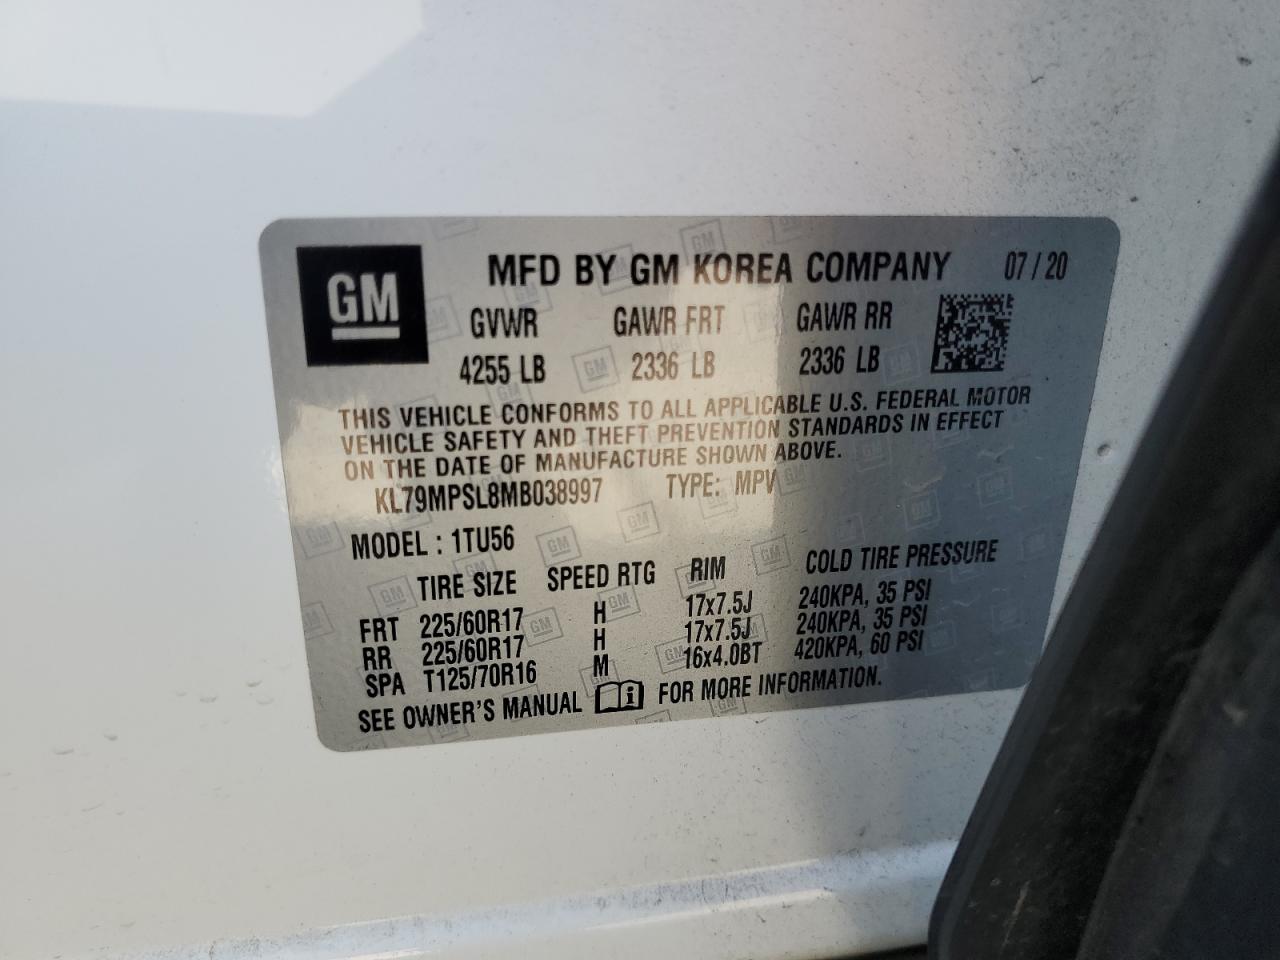 GM
MFD BY GM KOREA COMPANY 07/20
GVWR GAWR FRT GAWR RR
4255 LB 2336 LB 2336 LB
THIS VEHICLE CONFORMS TO ALL APPLICABLE U.S. FEDERAL MOTOR
VEHICLE SAFETY AND THEFT PREVENTION STANDARDS IN EFFECT
ON THE DATE OF MANUFACTURE SHOWN ABOVE.
KL79MPSL8MB038997 TYPE: MPV
MODEL : 1TU56
TIRE SIZE SPEED RTG RIM COLD TIRE PRESSURE
FRT 225/60R17 H 17x7.5J 240KPA, 35 PSI
RR 225/60R17 H 17x7.5J 240KPA, 35 PSI
SPA T125/70R16 M 16x4.0BT 420KPA, 60 PSI
SEE OWNER'S MANUAL i FOR MORE INFORMATION.